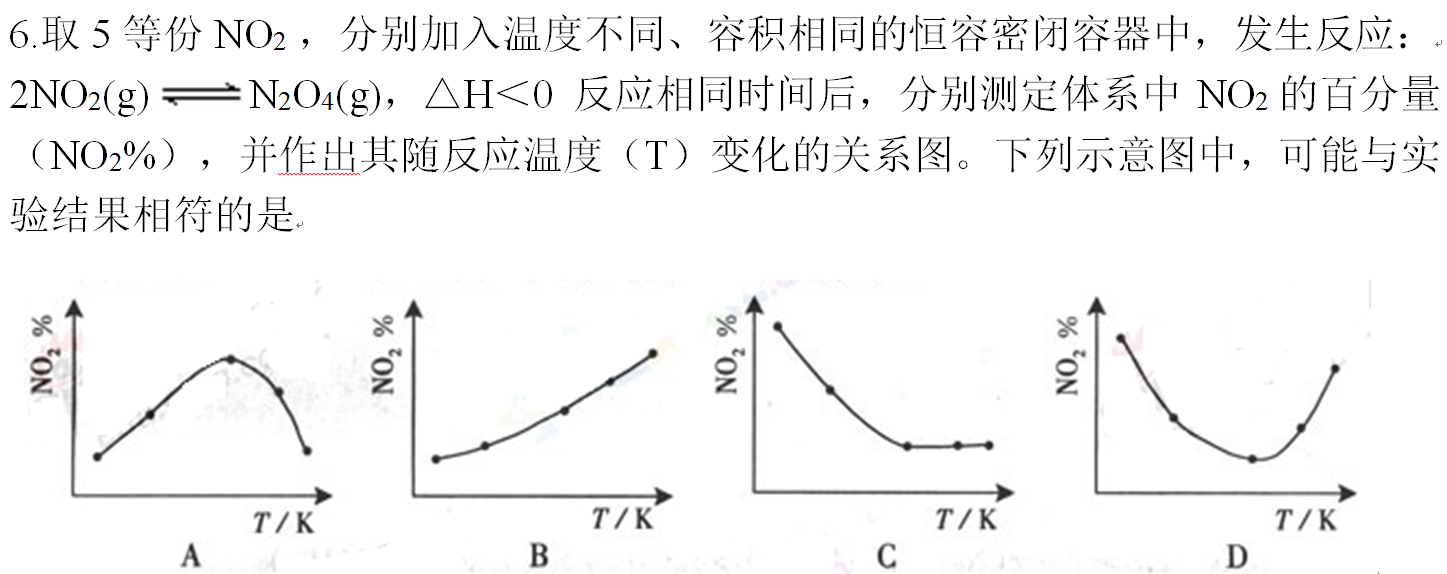 6.取 5 等份 NO2 ，分别加入温度不同、容积相同的恒容密闭容器中，发生反应：
2NO2(g) ⇌ N2O4(g)，△H＜0 反应相同时间后，分别测定体系中 NO2 的百分量
（NO2%），并作出其随反应温度（T）变化的关系图。下列示意图中，可能与实
验结果相符的是
NO2 %
T / K
A
NO2 %
T / K
B
NO2 %
T / K
C
NO2 %
T / K
D